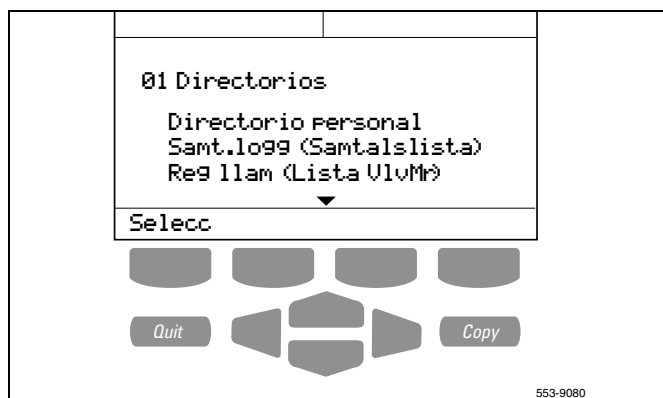 01 Directorios
Directorio personal
Samt.logg (Samtalslista)
Reg llam (Lista VlvMr)
Selecc
Quit
Copy
553-9080